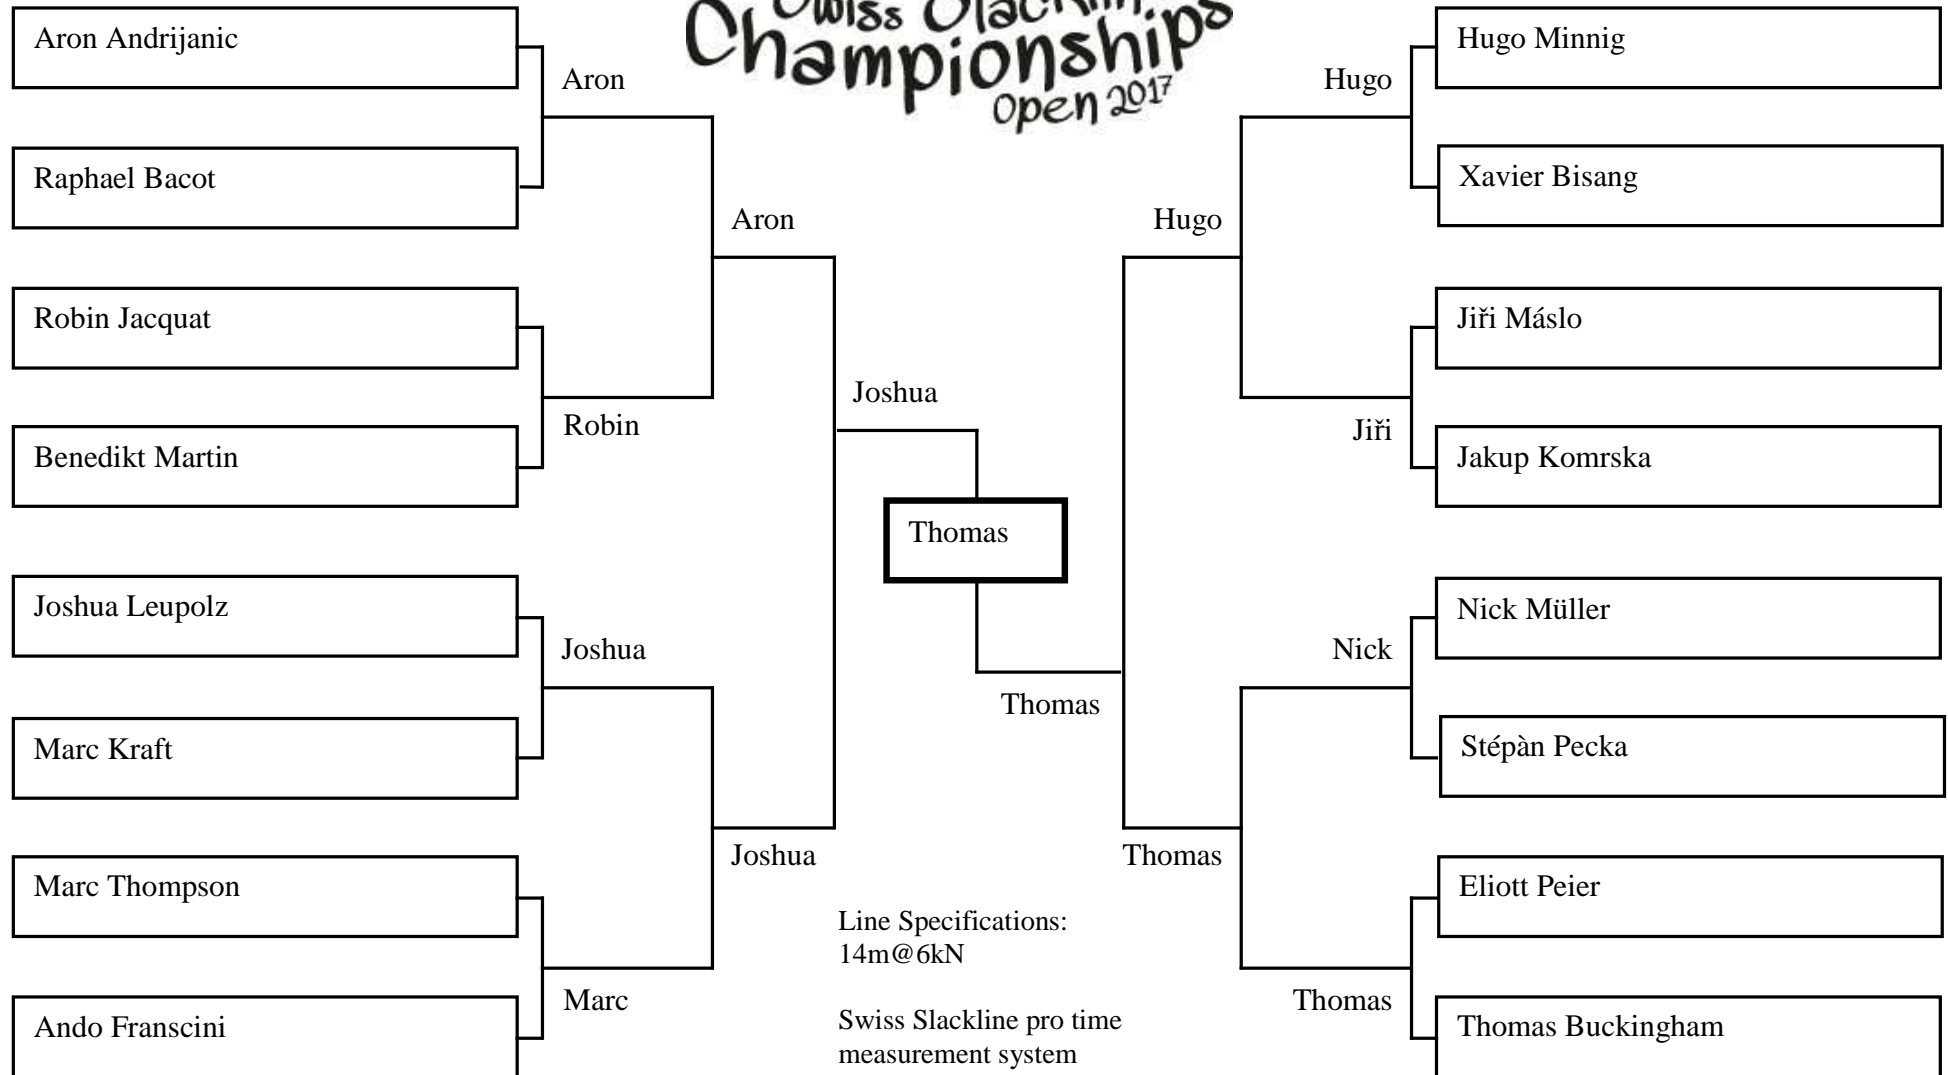 Swiss Slackline
Championships
Open 2017
Aron Andrijanic
Raphael Bacot
Robin Jacquat
Benedikt Martin
Joshua Leupolz
Marc Kraft
Marc Thompson
Ando Franscini
Aron
Robin
Joshua
Marc
Aron
Joshua
Joshua
Thomas
Thomas
Hugo
Thomas
Hugo
Jiři
Nick
Thomas
Hugo Minnig
Xavier Bisang
Jiři Máslo
Jakup Komrska
Nick Müller
Stépàn Pecka
Eliott Peier
Thomas Buckingham
Line Specifications:
14m@6kN
Swiss Slackline pro time
measurement system